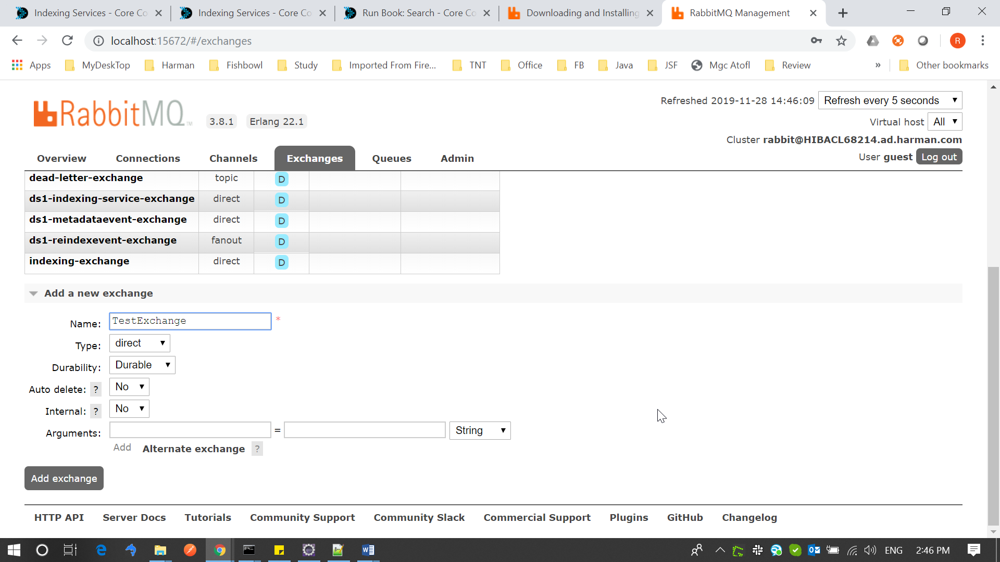 Indexing Services - Core Co
Indexing Services - Core Co
Run Book: Search - Core Co
Downloading and Installing
RabbitMQ Management
localhost:15672/#/exchanges
R
Apps
MyDeskTop
Harman
Fishbowl
Study
Imported From Fire...
TNT
Office
FB
Java
JSF
Mgc Atofl
Review
»
Other bookmarks
RabbitMQ TM
3.8.1
Erlang 22.1
Refreshed 2019-11-28 14:46:09
Refresh every 5 seconds
Virtual host All
Cluster rabbit@HIBACL68214.ad.harman.com
User guest Log out
Overview
Connections
Channels
Exchanges
Queues
Admin
dead-letter-exchange topic D
ds1-indexing-service-exchange direct D
ds1-metadataevent-exchange direct D
ds1-reindexevent-exchange fanout D
indexing-exchange direct D
Add a new exchange
Name: TestExchange *
Type: direct
Durability: Durable
Auto delete: ? No
Internal: ? No
Arguments: = String
Add Alternate exchange ?
Add exchange
HTTP API
Server Docs
Tutorials
Community Support
Community Slack
Commercial Support
Plugins
GitHub
Changelog
ENG
2:46 PM